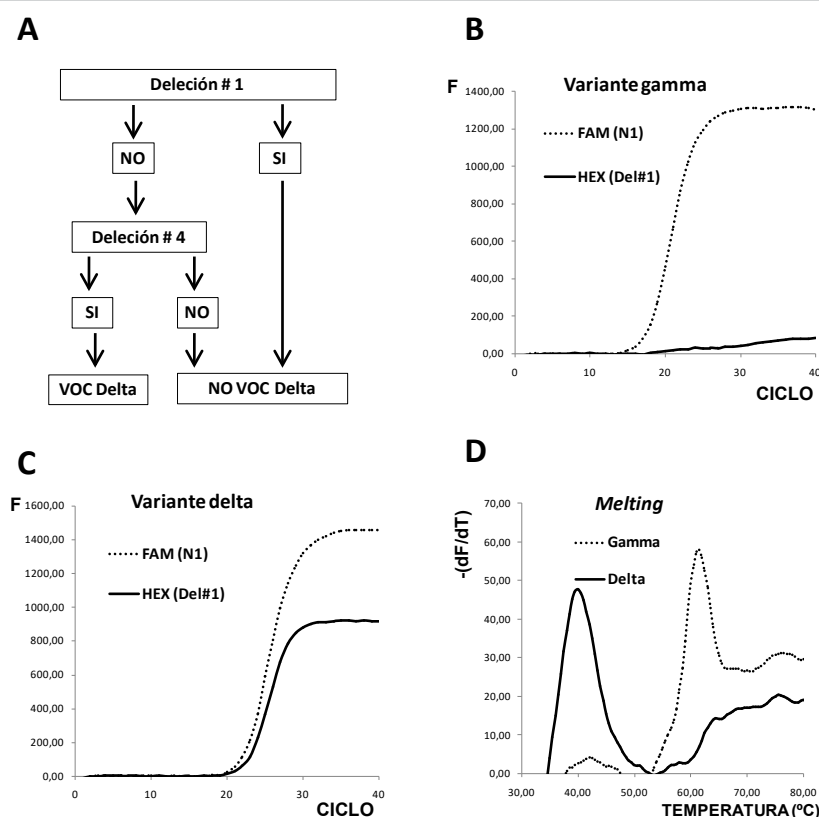 A
Deleción # 1
NO
SI
Deleción # 4
SI
NO
VOC Delta
NO VOC Delta
B
F
Variante gamma
1400,00
1200,00
1000,00
800,00
600,00
400,00
200,00
0,00
FAM (N1)
HEX (Del#1)
0
10
20
30
40
CICLO
C
F
Variante delta
1600,00
1400,00
1200,00
1000,00
800,00
600,00
400,00
200,00
0,00
FAM (N1)
HEX (Del#1)
0
10
20
30
40
CICLO
D
Melting
-(dF/dT)
70,00
60,00
50,00
40,00
30,00
20,00
10,00
0,00
Gamma
Delta
30,00
40,00
50,00
60,00
70,00
80,00
TEMPERATURA (ºC)